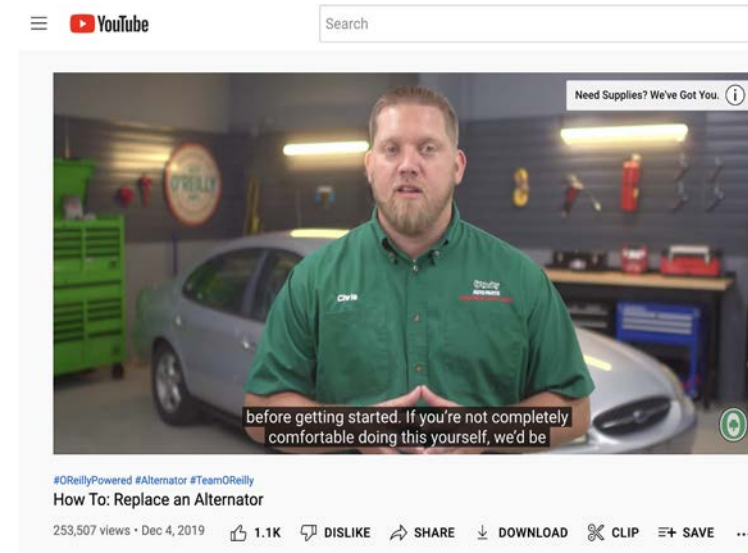 YouTube
Search
Need Supplies? We've Got You.
O'REILLY
Chris
before getting started. If you're not completely
comfortable doing this yourself, we'd be
#OReillyPowered #Alternator #TeamOReilly
How To: Replace an Alternator
253,507 views • Dec 4, 2019
1.1K
DISLIKE
SHARE
DOWNLOAD
CLIP
SAVE
...